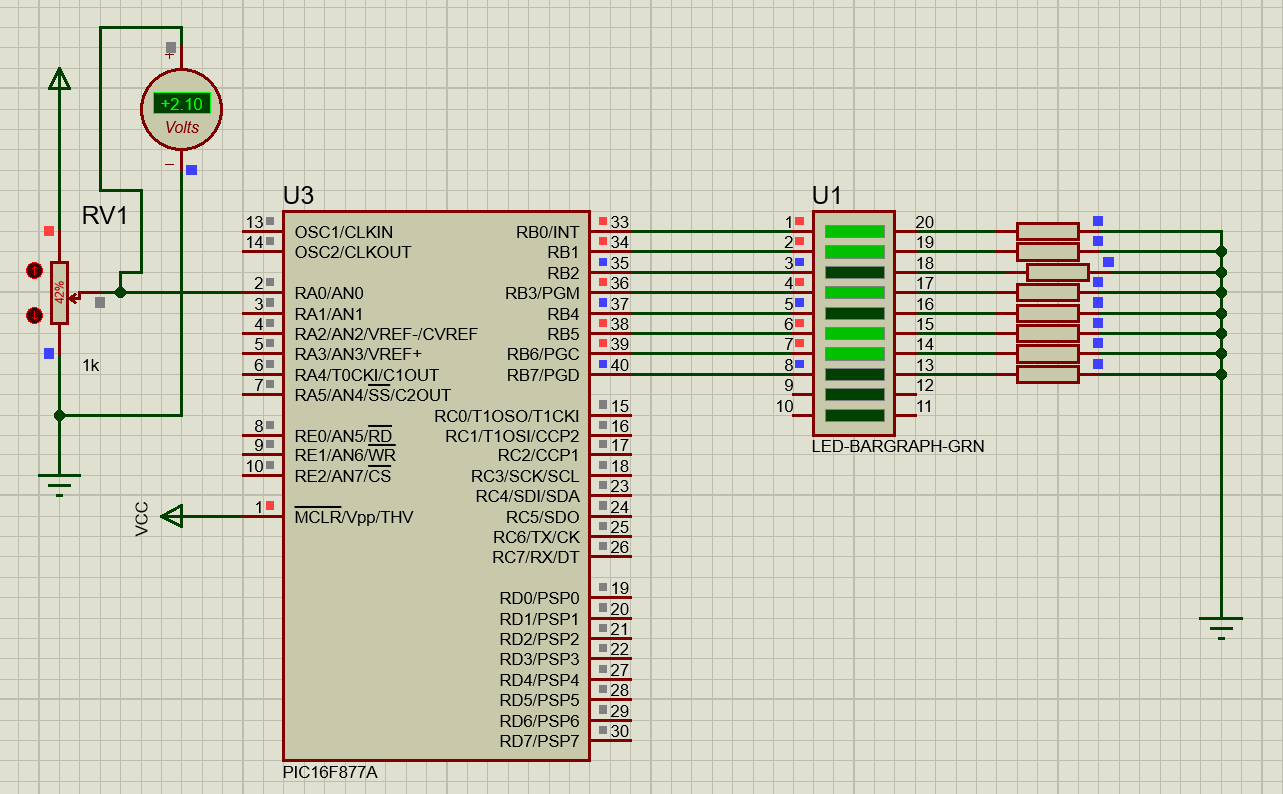 +
+2.10
Volts
–
RV1
42%
1k
VCC
U3
13 OSC1/CLKIN
14 OSC2/CLKOUT
2 RA0/AN0
3 RA1/AN1
4 RA2/AN2/VREF-/CVREF
5 RA3/AN3/VREF+
6 RA4/T0CKI/C1OUT
7 RA5/AN4/SS/C2OUT
8 RE0/AN5/RD
9 RE1/AN6/WR
10 RE2/AN7/CS
1 MCLR/Vpp/THV
RB0/INT 33
RB1 34
RB2 35
RB3/PGM 36
RB4 37
RB5 38
RB6/PGC 39
RB7/PGD 40
RC0/T1OSO/T1CKI 15
RC1/T1OSI/CCP2 16
RC2/CCP1 17
RC3/SCK/SCL 18
RC4/SDI/SDA 23
RC5/SDO 24
RC6/TX/CK 25
RC7/RX/DT 26
RD0/PSP0 19
RD1/PSP1 20
RD2/PSP2 21
RD3/PSP3 22
RD4/PSP4 27
RD5/PSP5 28
RD6/PSP6 29
RD7/PSP7 30
PIC16F877A
U1
1 20
2 19
3 18
4 17
5 16
6 15
7 14
8 13
9 12
10 11
LED-BARGRAPH-GRN